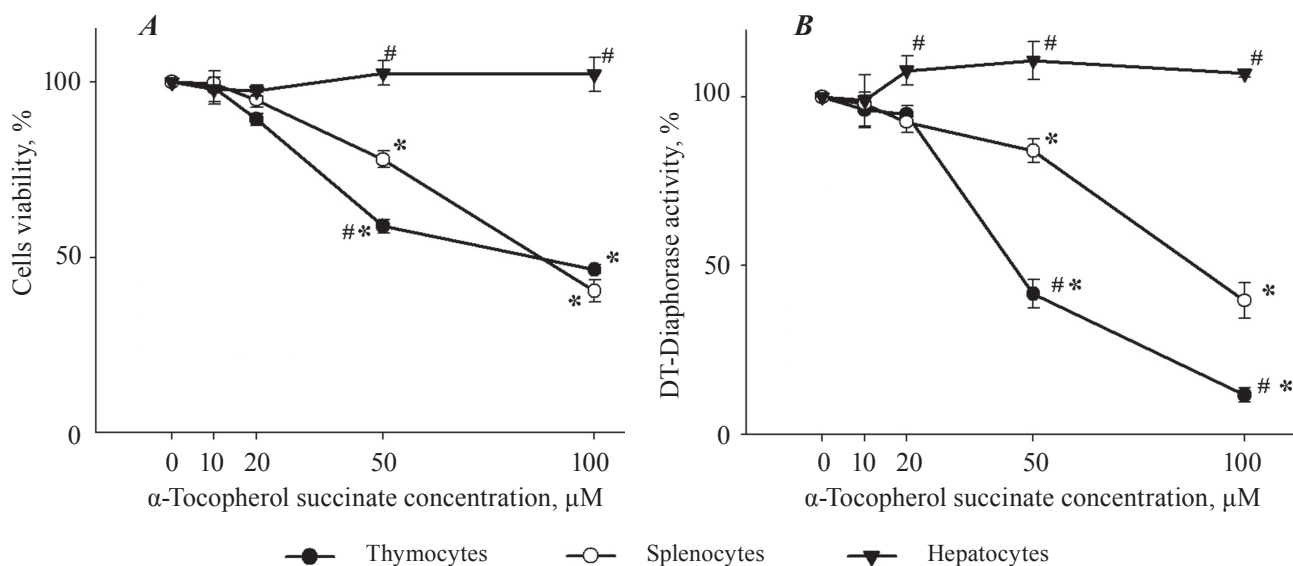 A
Cells viability, %
100
50
0
#
#
*
# *
*
*
0 10 20 50 100
α-Tocopherol succinate concentration, μM
B
DT-Diaphorase activity, %
100
50
0
#
#
#
*
# *
*
# *
0 10 20 50 100
α-Tocopherol succinate concentration, μM
Thymocytes Splenocytes Hepatocytes